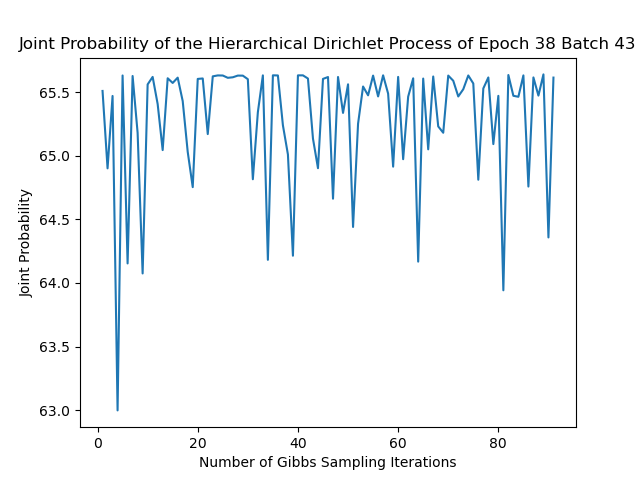 Joint Probability of the Hierarchical Dirichlet Process of Epoch 38 Batch 43
65.5
65.0
64.5
64.0
63.5
63.0
Joint Probability
0 20 40 60 80
Number of Gibbs Sampling Iterations